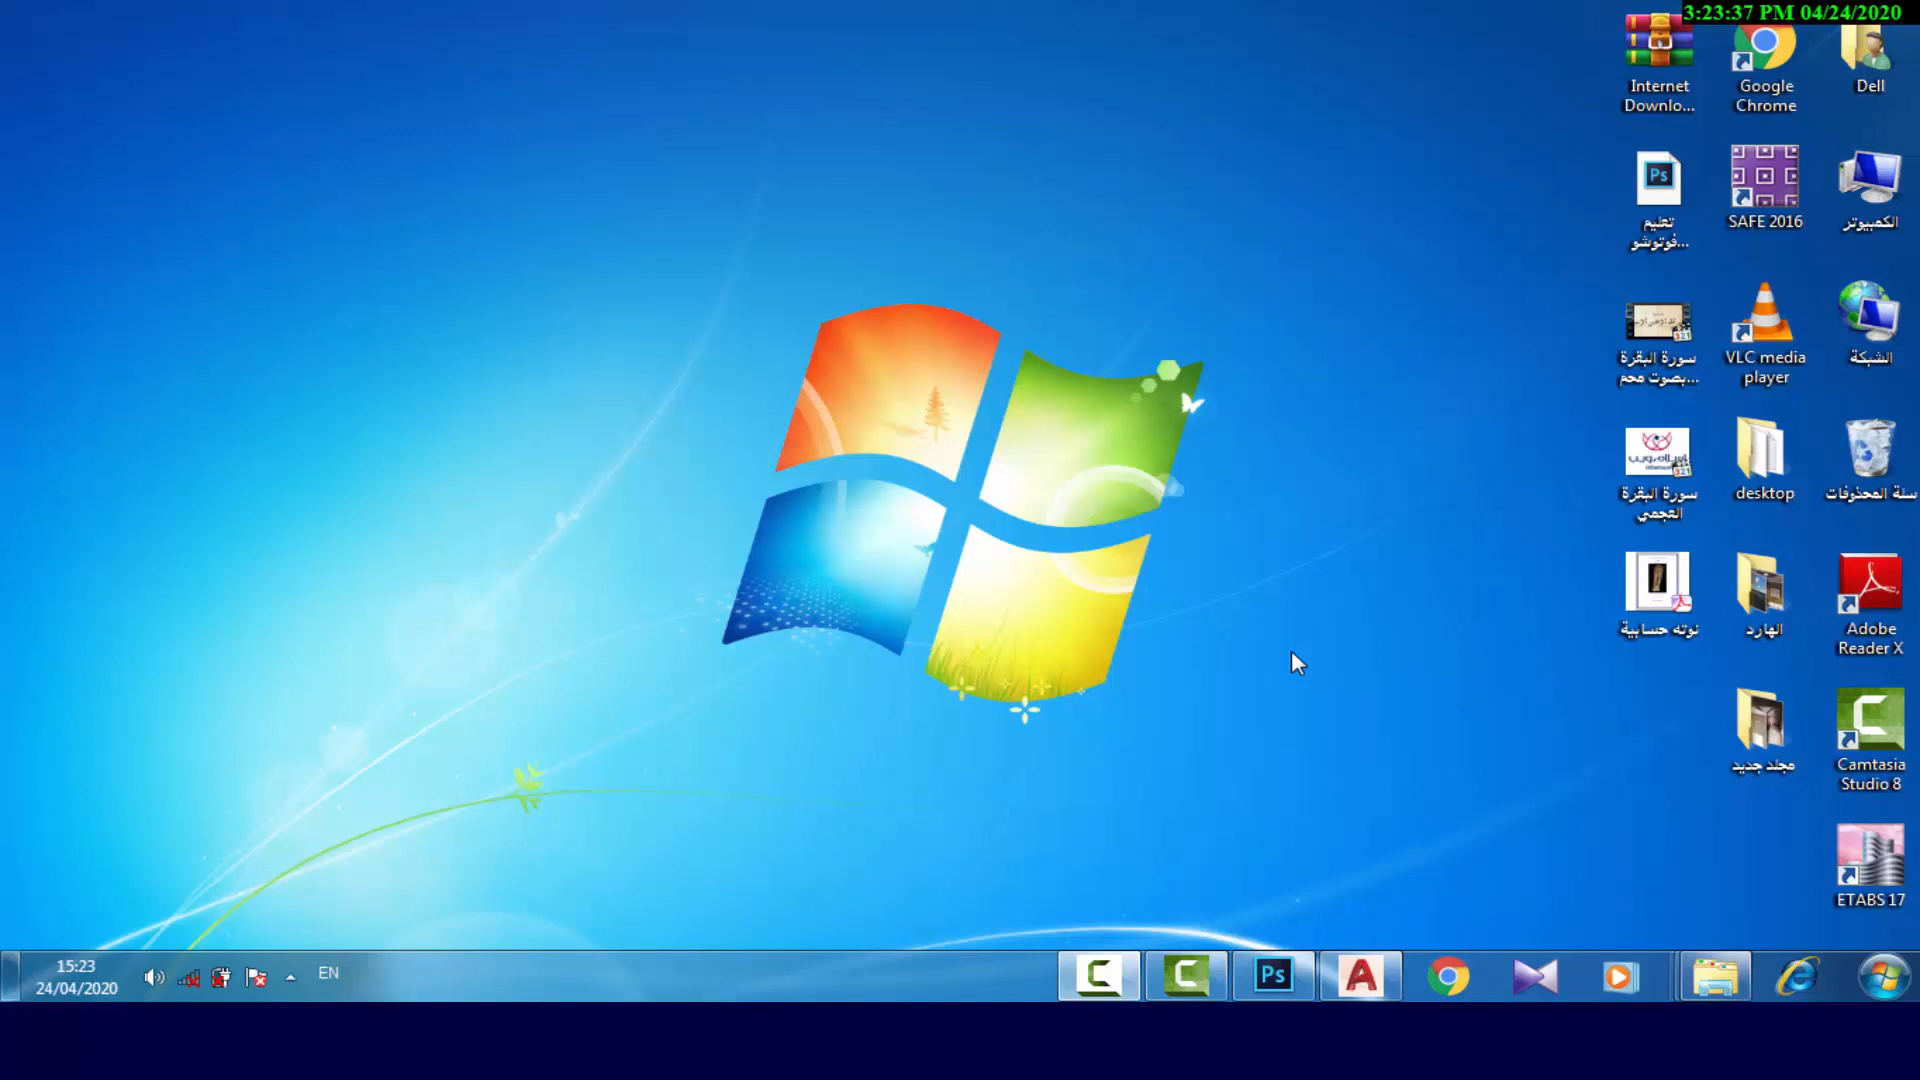 3:23:37 PM 04/24/2020
Dell
Google
Chrome
Internet
Downlo...
الكمبيوتر
SAFE 2016
Ps
تعليم
فوتوشو...
الشبكة
VLC media
player
سورة البقرة
بصوت محم...
سلة المحذوفات
desktop
سورة البقرة
العجمي
Adobe
Reader X
الهارد
نوته حسابية
Camtasia
Studio 8
مجلد جديد
ETABS 17
15:23
24/04/2020
EN
Ps